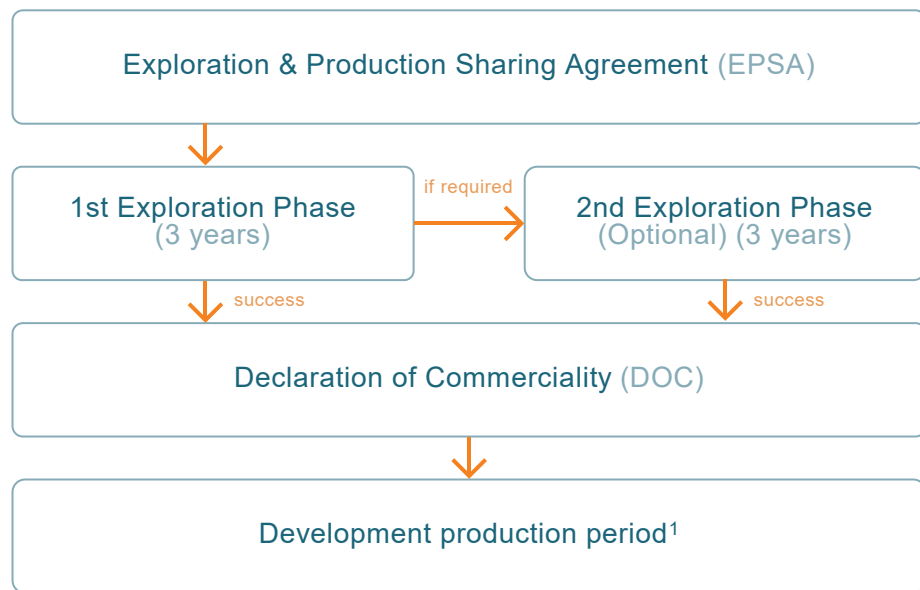 Exploration & Production Sharing Agreement (EPSA)
1st Exploration Phase
(3 years)
if required
2nd Exploration Phase
(Optional) (3 years)
success
success
Declaration of Commerciality (DOC)
Development production period¹